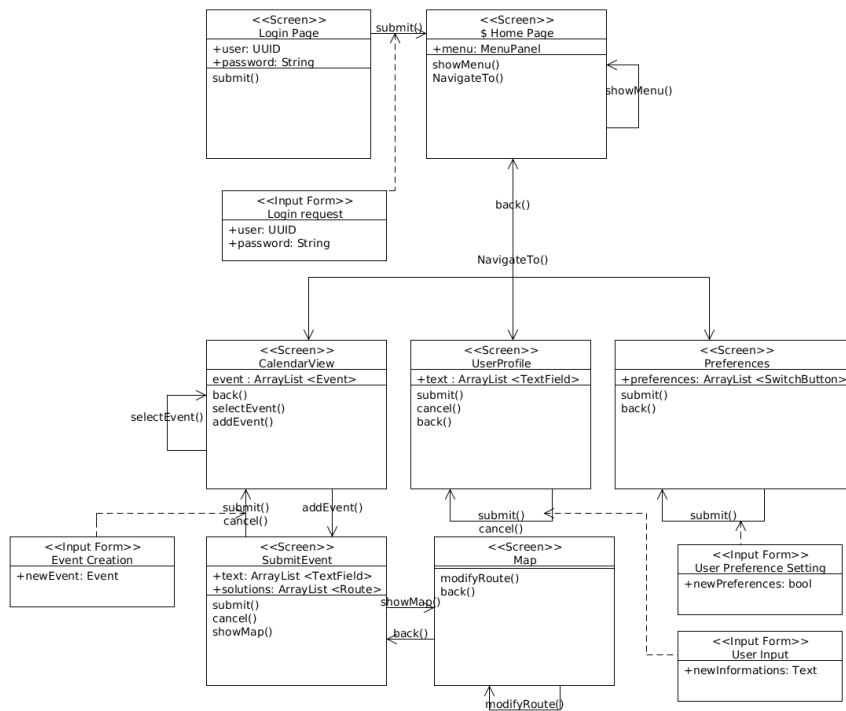 <<Screen>>
Login Page
+user: UUID
+password: String
submit()
submit()
<<Screen>>
$ Home Page
+menu: MenuPanel
showMenu()
NavigateTo()
showMenu()
<<Input Form>>
Login request
+user: UUID
+password: String
back()
NavigateTo()
<<Screen>>
CalendarView
event : ArrayList <Event>
back()
selectEvent()
addEvent()
selectEvent()
<<Screen>>
UserProfile
+text : ArrayList <TextField>
submit()
cancel()
back()
<<Screen>>
Preferences
+preferences: ArrayList <SwitchButton>
submit()
back()
submit()
cancel()
addEvent()
submit()
cancel()
submit()
<<Input Form>>
Event Creation
+newEvent: Event
<<Screen>>
SubmitEvent
+text: ArrayList <TextField>
+solutions: ArrayList <Route>
submit()
cancel()
showMap()
showMap()
back()
<<Screen>>
Map
modifyRoute()
back()
modifyRoute()
<<Input Form>>
User Preference Setting
+newPreferences: bool
<<Input Form>>
User Input
+newInformations: Text